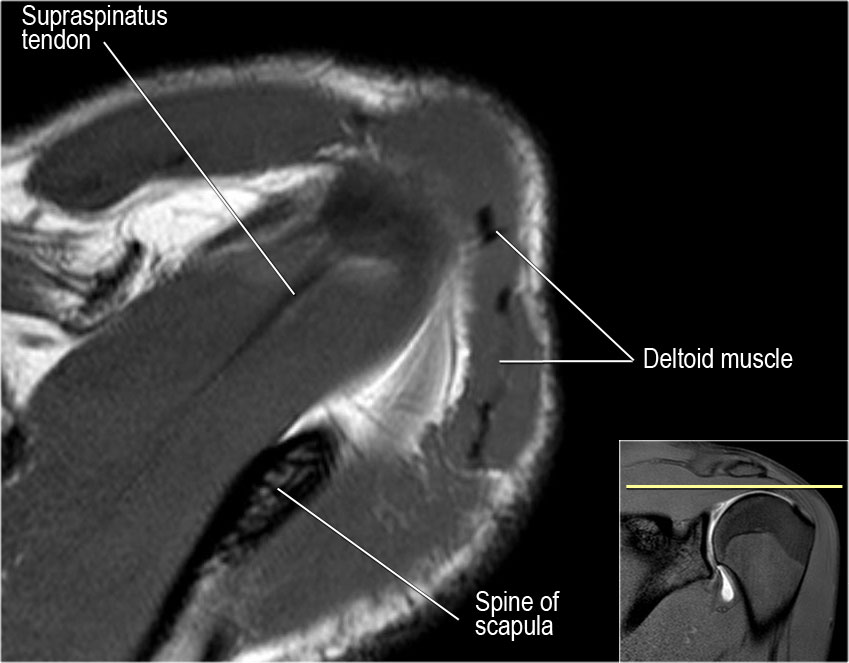 Supraspinatus
tendon
Deltoid muscle
Spine of
scapula